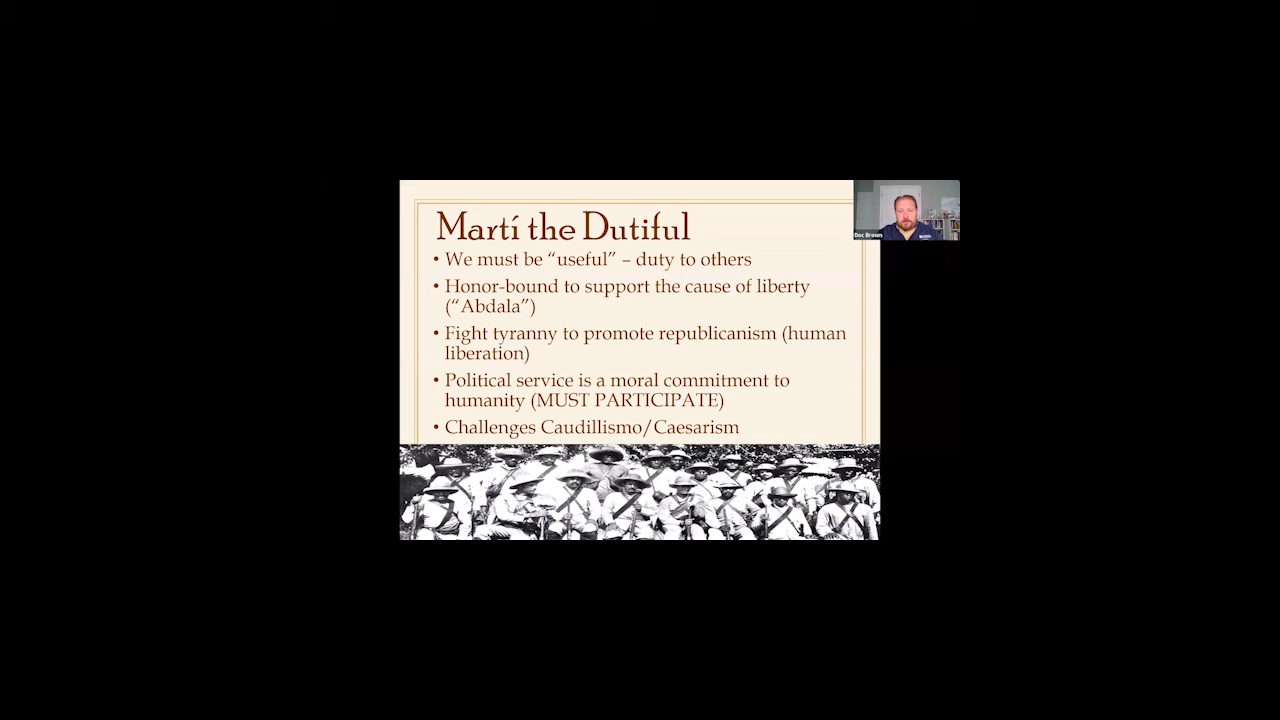 Martí the Dutiful
• We must be “useful” – duty to others
• Honor-bound to support the cause of liberty
(“Abdala”)
• Fight tyranny to promote republicanism (human
liberation)
• Political service is a moral commitment to
humanity (MUST PARTICIPATE)
• Challenges Caudillismo/Caesarism
Doc Brown